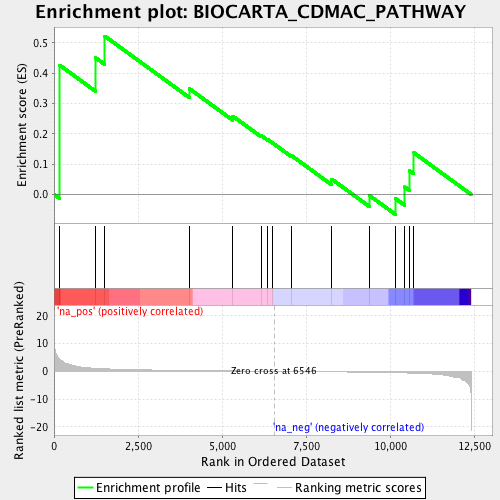 Enrichment plot: BIOCARTA_CDMAC_PATHWAY
Enrichment score (ES)
0.5
0.4
0.3
0.2
0.1
0.0
'na_pos' (positively correlated)
Ranked list metric (PreRanked)
20
10
0
-10
-20
Zero cross at 6546
'na_neg' (negatively correlated)
0
2,500
5,000
7,500
10,000
12,500
Rank in Ordered Dataset
Enrichment profile
Hits
Ranking metric scores